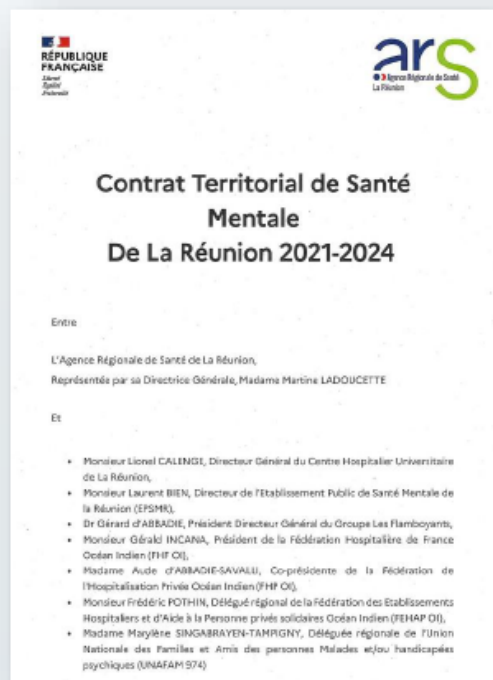 RÉPUBLIQUE
FRANÇAISE
Liberté
Égalité
Fraternité
ars
Agence Régionale de Santé
La Réunion
Contrat Territorial de Santé
Mentale
De La Réunion 2021-2024
Entre
L'Agence Régionale de Santé de La Réunion,
Représentée par sa Directrice Générale, Madame Martine LADOUCETTE
Et
• Monsieur Lionel CALENGE, Directeur Général du Centre Hospitalier Universitaire
de La Réunion,
• Monsieur Laurent BIEN, Directeur de l'Etablissement Public de Santé Mentale de
la Réunion (EPSMR),
• Dr Gérard d'ABBADIE, Président Directeur Général du Groupe Les Flamboyants,
• Monsieur Gérald INCANA, Président de la Fédération Hospitalière de France
Océan Indien (FHF OI),
• Madame Aude d'ABBADIE-SAVALLI, Co-présidente de la Fédération de
l'Hospitalisation Privée Océan Indien (FHP OI),
• Monsieur Frédéric POTHIN, Délégué régional de la Fédération des Etablissements
Hospitaliers et d'Aide à la Personne privés solidaires Océan Indien (FEHAP OI),
• Madame Marylène SINGABRAYEN-TAMPIGNY, Déléguée régionale de l'Union
Nationale des Familles et Amis des personnes Malades et/ou handicapées
psychiques (UNAFAM 974)